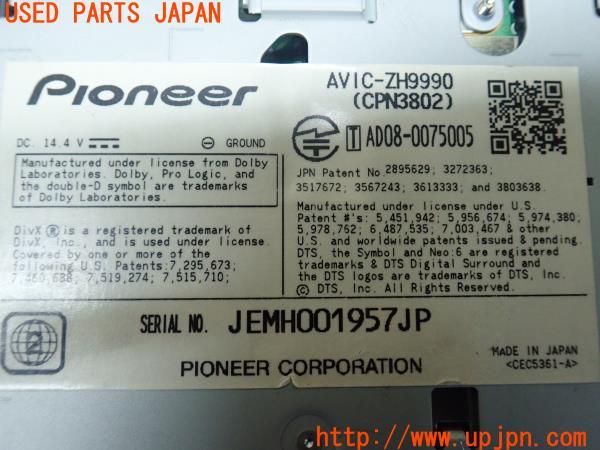 USED PARTS
JAPAN
UPJ
Pioneer
AVIC-ZH9990
(CPN3802)
DC. 14.4 V
GROUND
T AD08-0075005
Manufactured under license from Dolby
Laboratories. Dolby, Pro Logic, and
the double-D symbol are trademarks
of Dolby Laboratories.
JPN Patent No. 2895629; 3272363;
3517672; 3567243; 3613333; and 3803638.
Manufactured under license under U.S.
Patent #'s: 5,451,942; 5,956,674; 5,974,380;
5,978,762; 6,487,535; 7,003,467 & other
U.S. and worldwide patents issued & pending.
DTS, the Symbol and Neo:6 are registered
trademarks & DTS Digital Surround and
the DTS logos are trademarks of DTS, Inc.
© DTS, Inc. All Rights Reserved.
DivX ® is a registered trademark of
DivX, Inc., and is used under license.
Covered by one or more of the
following U.S. Patents: 7,295,673;
7,460,688; 7,519,274; 7,515,710;
2
SERIAL NO. JEMH001957JP
PIONEER CORPORATION
MADE IN JAPAN
<CEC5361-A>
http://www.upjpn.com/